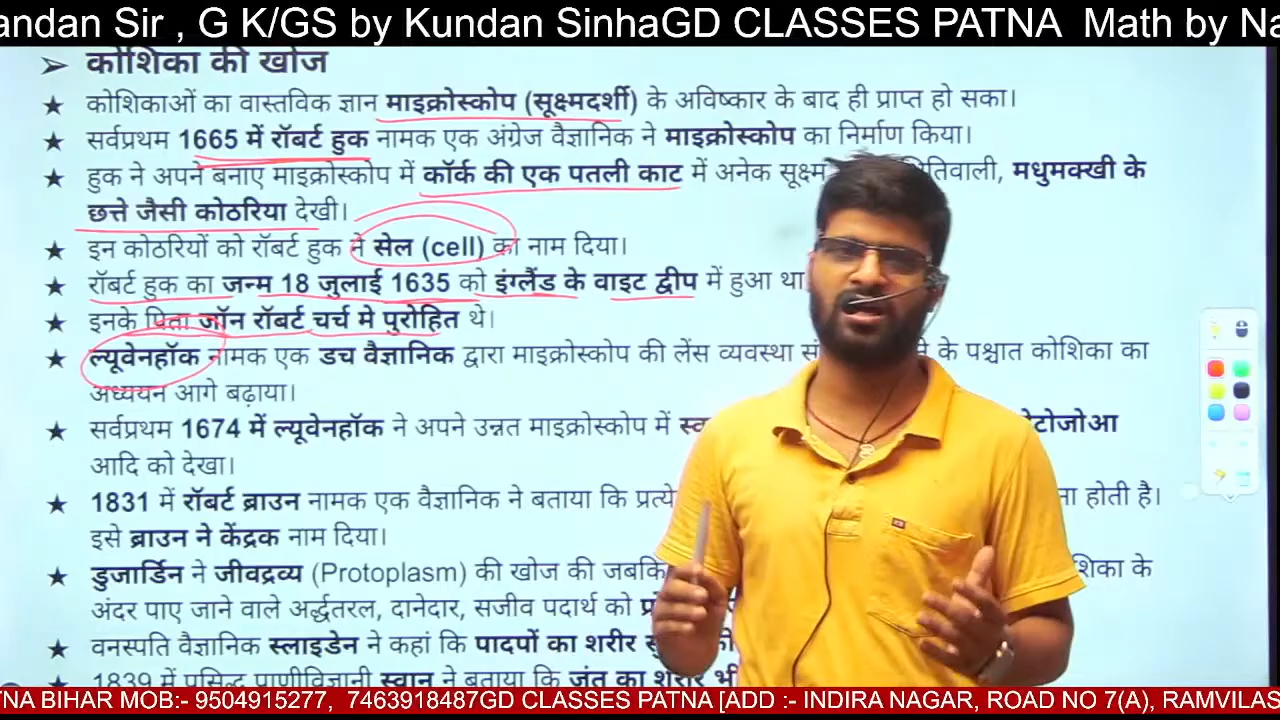 andan Sir , G K/GS by Kundan SinhaGD CLASSES PATNA Math by Na
➢ कोशिका की खोज
★ कोशिकाओं का वास्तविक ज्ञान माइक्रोस्कोप (सूक्ष्मदर्शी) के अविष्कार के बाद ही प्राप्त हो सका।
★ सर्वप्रथम 1665 में रॉबर्ट हुक नामक एक अंग्रेज वैज्ञानिक ने माइक्रोस्कोप का निर्माण किया।
★ हुक ने अपने बनाए माइक्रोस्कोप में कॉर्क की एक पतली काट में अनेक सूक्ष्म मधुमक्खी के
छत्ते जैसी कोठरिया देखी।
★ इन कोठरियों को रॉबर्ट हुक ने सेल (cell) का नाम दिया।
★ रॉबर्ट हुक का जन्म 18 जुलाई 1635 को इंग्लैंड के वाइट द्वीप में हुआ था
★ इनके पिता जॉन रॉबर्ट चर्च मे पुरोहित थे।
★ ल्यूवेनहॉक नामक एक डच वैज्ञानिक द्वारा माइक्रोस्कोप की लेंस व्यवस्था के पश्चात कोशिका का
अध्ययन आगे बढ़ाया।
★ सर्वप्रथम 1674 में ल्यूवेनहॉक ने अपने उन्नत माइक्रोस्कोप में
आदि को देखा।
★ 1831 में रॉबर्ट ब्राउन नामक एक वैज्ञानिक ने बताया कि होती है।
इसे ब्राउन ने केंद्रक नाम दिया।
★ डुजार्डिन ने जीवद्रव्य (Protoplasm) की खोज की के
अंदर पाए जाने वाले अर्द्धतरल, दानेदार, सजीव पदार्थ को
★ वनस्पति वैज्ञानिक स्लाइडेन ने कहां कि पादपों का शरीर
★ 1839 में प्रसिद्ध प्राणीविज्ञानी स्वान ने बताया कि जंतु का शरीर भी
TNA BIHAR MOB:- 9504915277, 7463918487GD CLASSES PATNA [ADD :- INDIRA NAGAR, ROAD NO 7(A), RAMVILAS